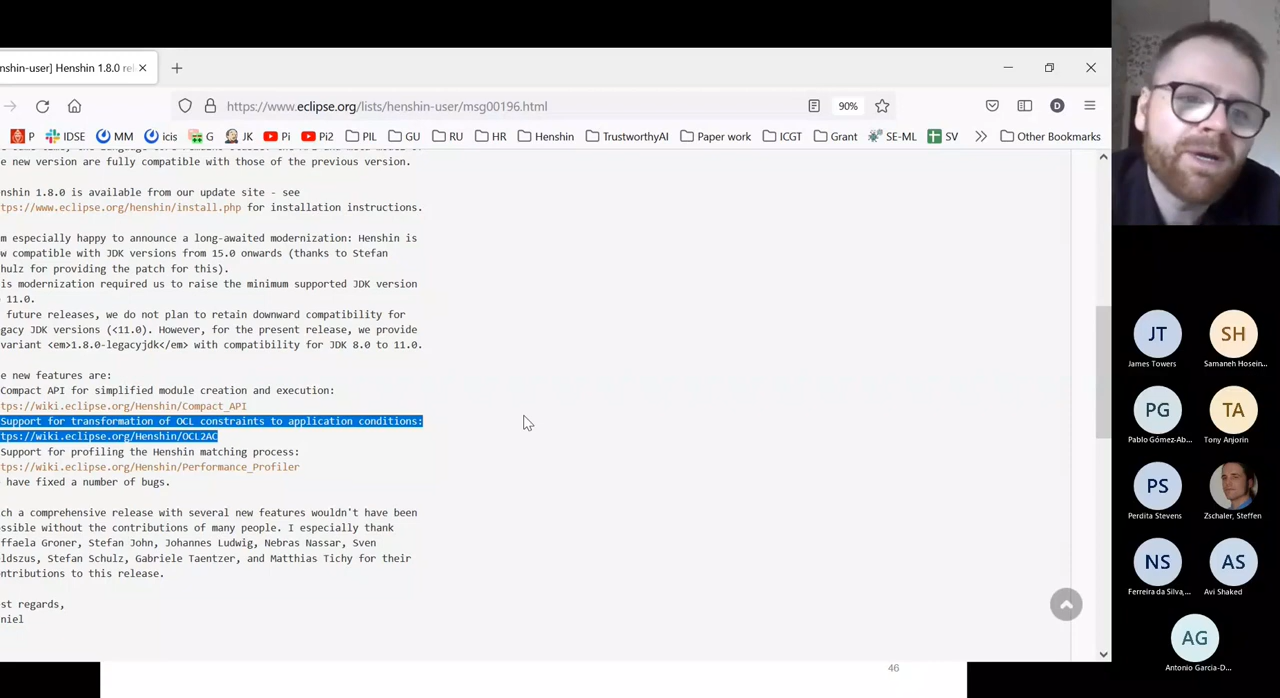 nshin-user] Henshin 1.8.0 re
https://www.eclipse.org/lists/henshin-user/msg00196.html
90%
P IDSE MM icis G JK Pi Pi2 PIL GU RU HR Henshin TrustworthyAI Paper work ICGT Grant SE-ML SV Other Bookmarks
e new version are fully compatible with those of the previous version.
nshin 1.8.0 is available from our update site - see
tps://www.eclipse.org/henshin/install.php for installation instructions.
m especially happy to announce a long-awaited modernization: Henshin is
w compatible with JDK versions from 15.0 onwards (thanks to Stefan
hulz for providing the patch for this).
is modernization required us to raise the minimum supported JDK version
11.0.
future releases, we do not plan to retain downward compatibility for
gacy JDK versions (<11.0). However, for the present release, we provide
variant <em>1.8.0-legacyjdk</em> with compatibility for JDK 8.0 to 11.0.
e new features are:
Compact API for simplified module creation and execution:
tps://wiki.eclipse.org/Henshin/Compact_API
Support for transformation of OCL constraints to application conditions:
tps://wiki.eclipse.org/Henshin/OCL2AC
Support for profiling the Henshin matching process:
tps://wiki.eclipse.org/Henshin/Performance_Profiler
have fixed a number of bugs.
ch a comprehensive release with several new features wouldn't have been
ssible without the contributions of many people. I especially thank
ffaela Groner, Stefan John, Johannes Ludwig, Nebras Nassar, Sven
ldszus, Stefan Schulz, Gabriele Taentzer, and Matthias Tichy for their
ntributions to this release.
st regards,
niel
46
JT
James Towers
SH
Samaneh Hosein...
PG
Pablo Gómez-Ab...
TA
Tony Anjorin
PS
Perdita Stevens
Zschaler, Steffen
NS
Ferreira da Silva,...
AS
Avi Shaked
AG
Antonio Garcia-D...